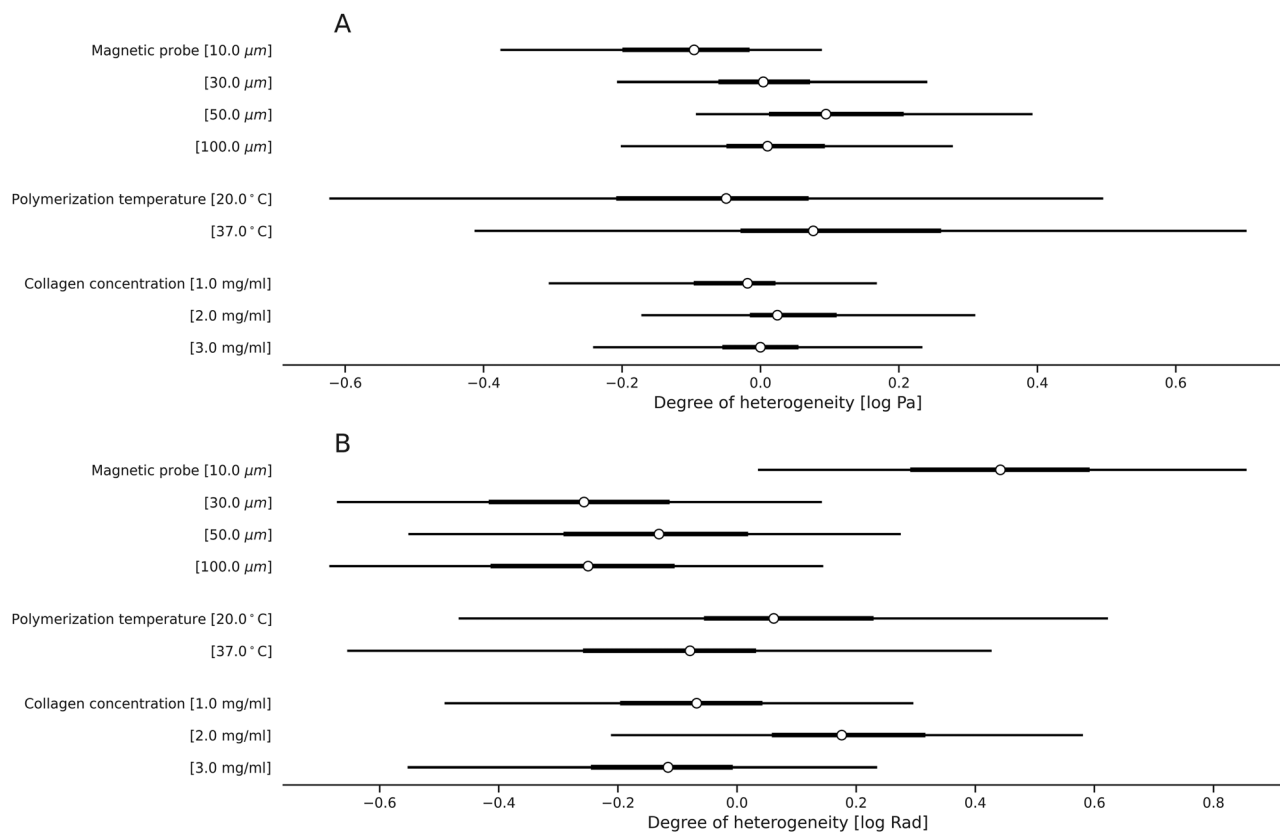 A
Magnetic probe [10.0 μm]
[30.0 μm]
[50.0 μm]
[100.0 μm]
Polymerization temperature [20.0°C]
[37.0°C]
Collagen concentration [1.0 mg/ml]
[2.0 mg/ml]
[3.0 mg/ml]
−0.6 −0.4 −0.2 0.0 0.2 0.4 0.6
Degree of heterogeneity [log Pa]
B
Magnetic probe [10.0 μm]
[30.0 μm]
[50.0 μm]
[100.0 μm]
Polymerization temperature [20.0°C]
[37.0°C]
Collagen concentration [1.0 mg/ml]
[2.0 mg/ml]
[3.0 mg/ml]
−0.6 −0.4 −0.2 0.0 0.2 0.4 0.6 0.8
Degree of heterogeneity [log Rad]